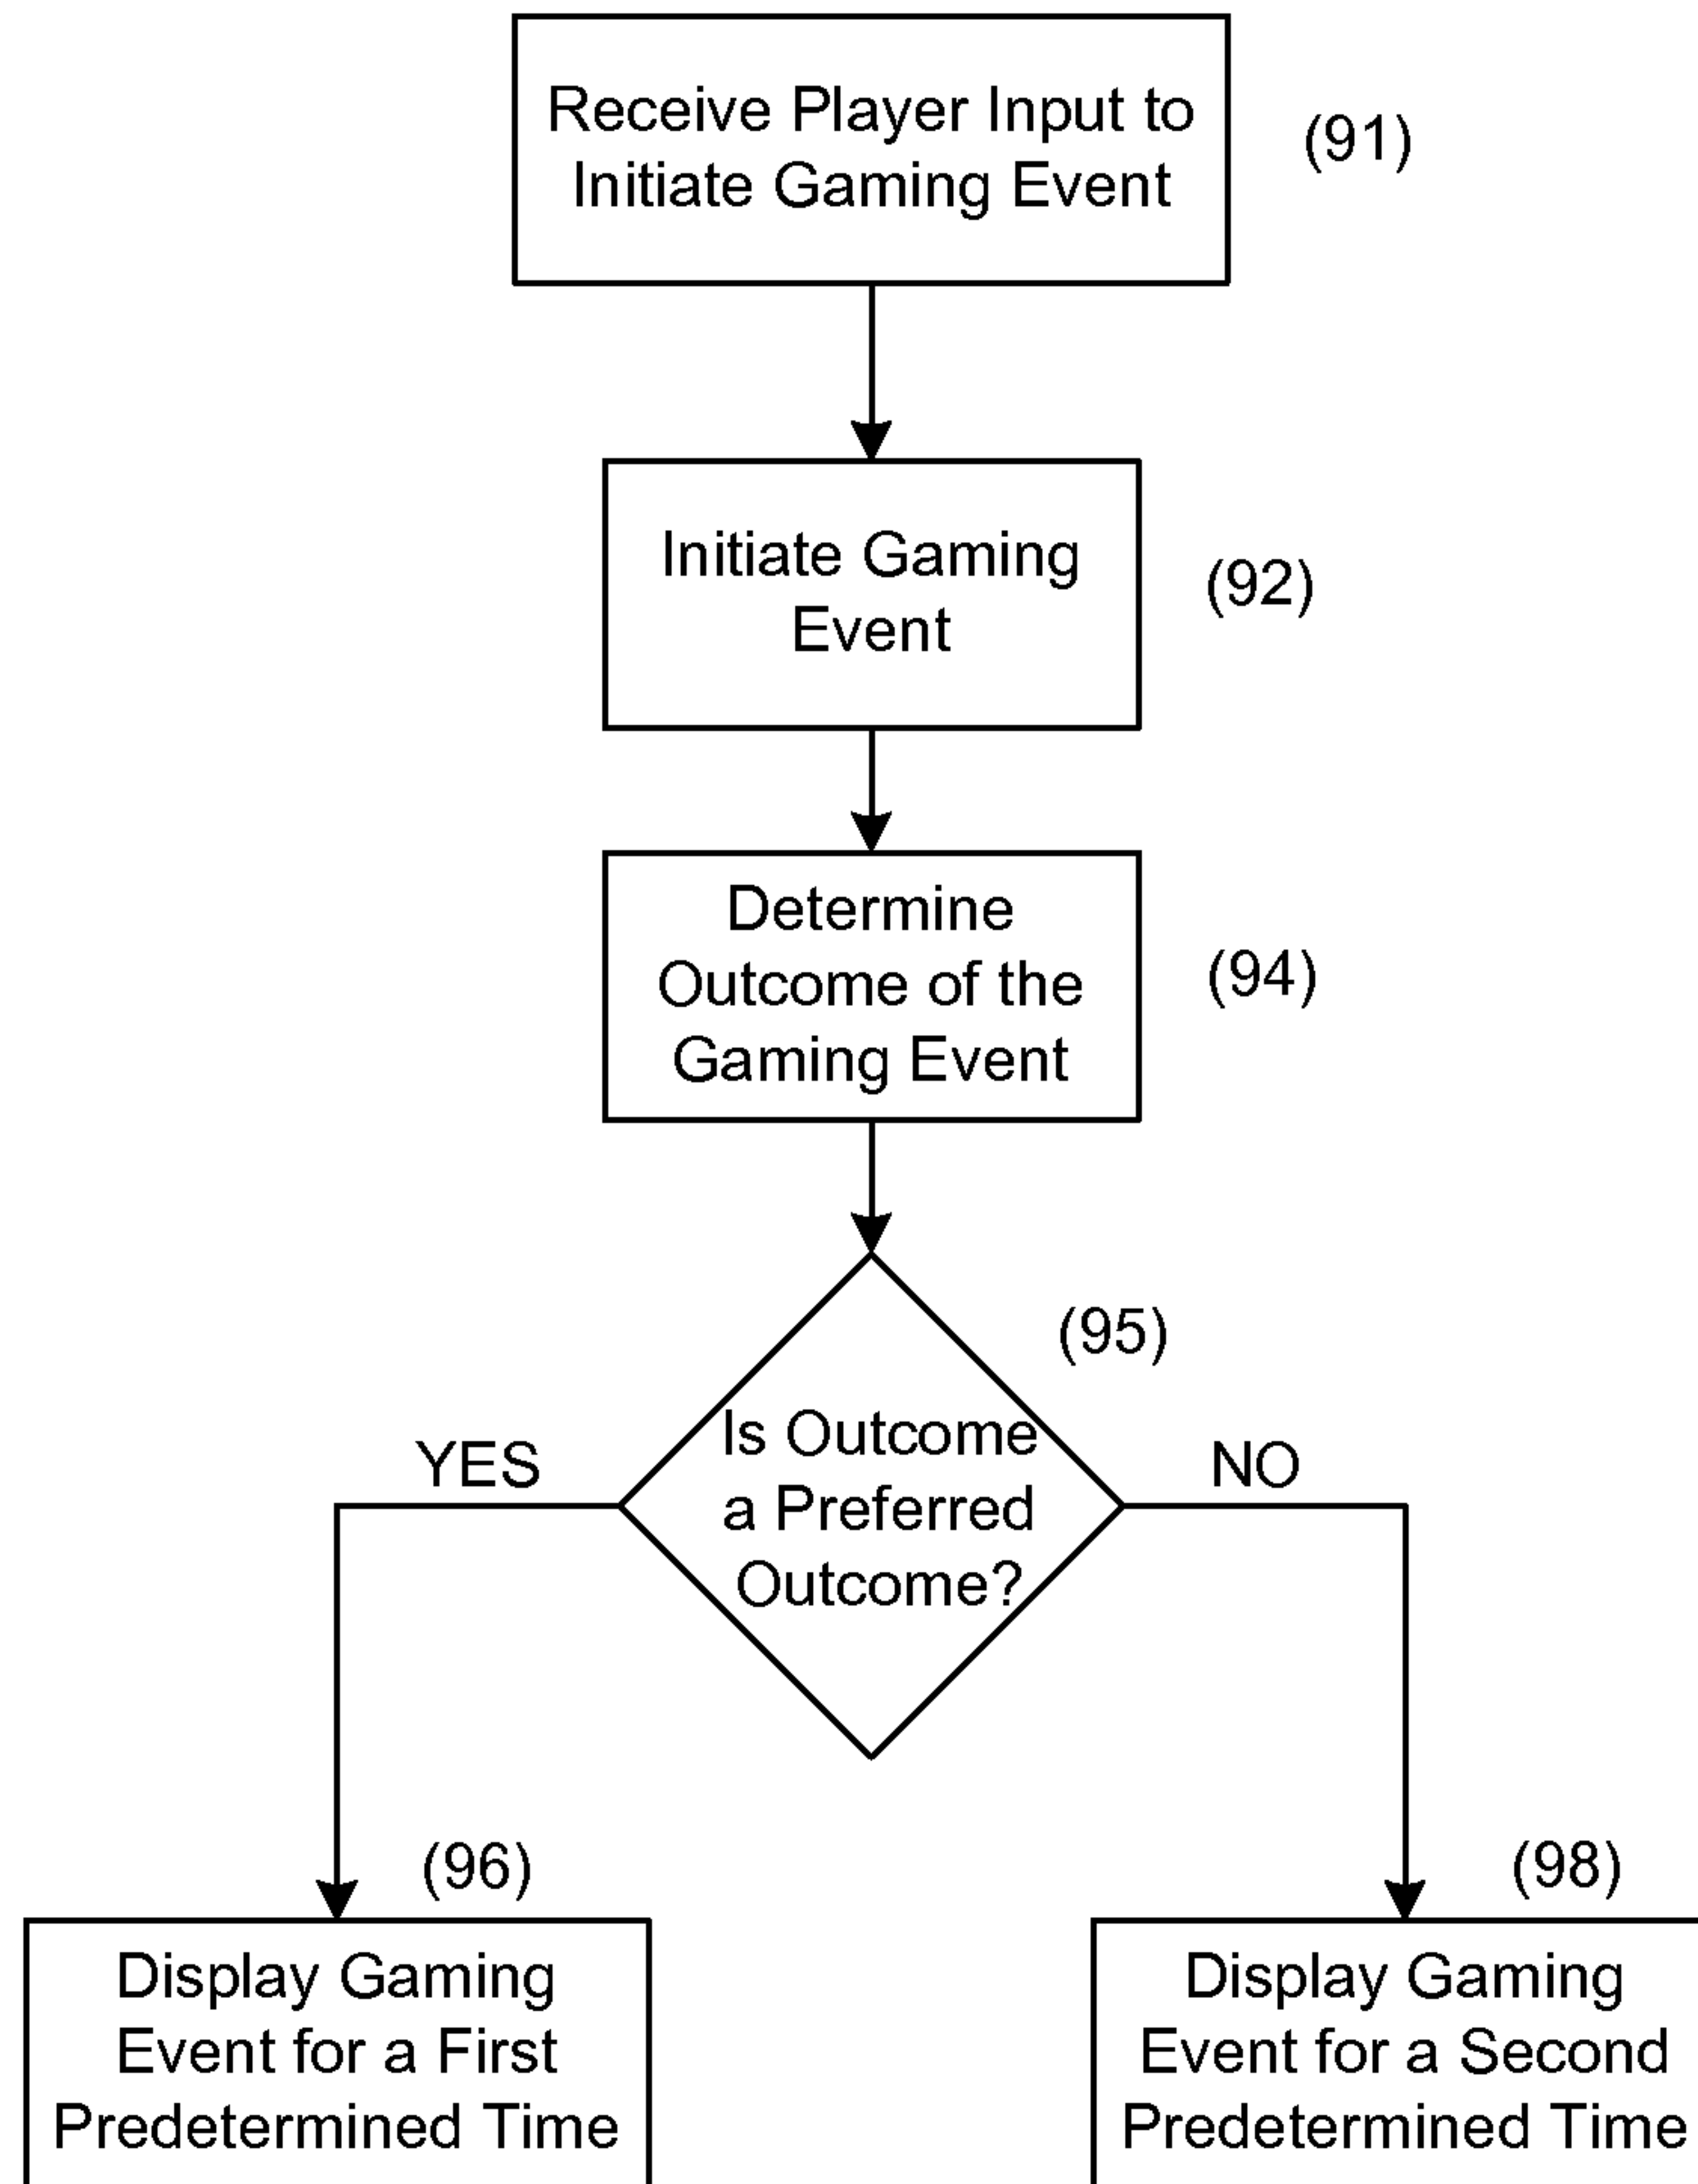 Receive Player Input to
Initiate Gaming Event
(91)
Initiate Gaming
Event
(92)
Determine
Outcome of the
Gaming Event
(94)
(95)
Is Outcome
a Preferred
Outcome?
YES
NO
(96)
Display Gaming
Event for a First
Predetermined Time
(98)
Display Gaming
Event for a Second
Predetermined Time